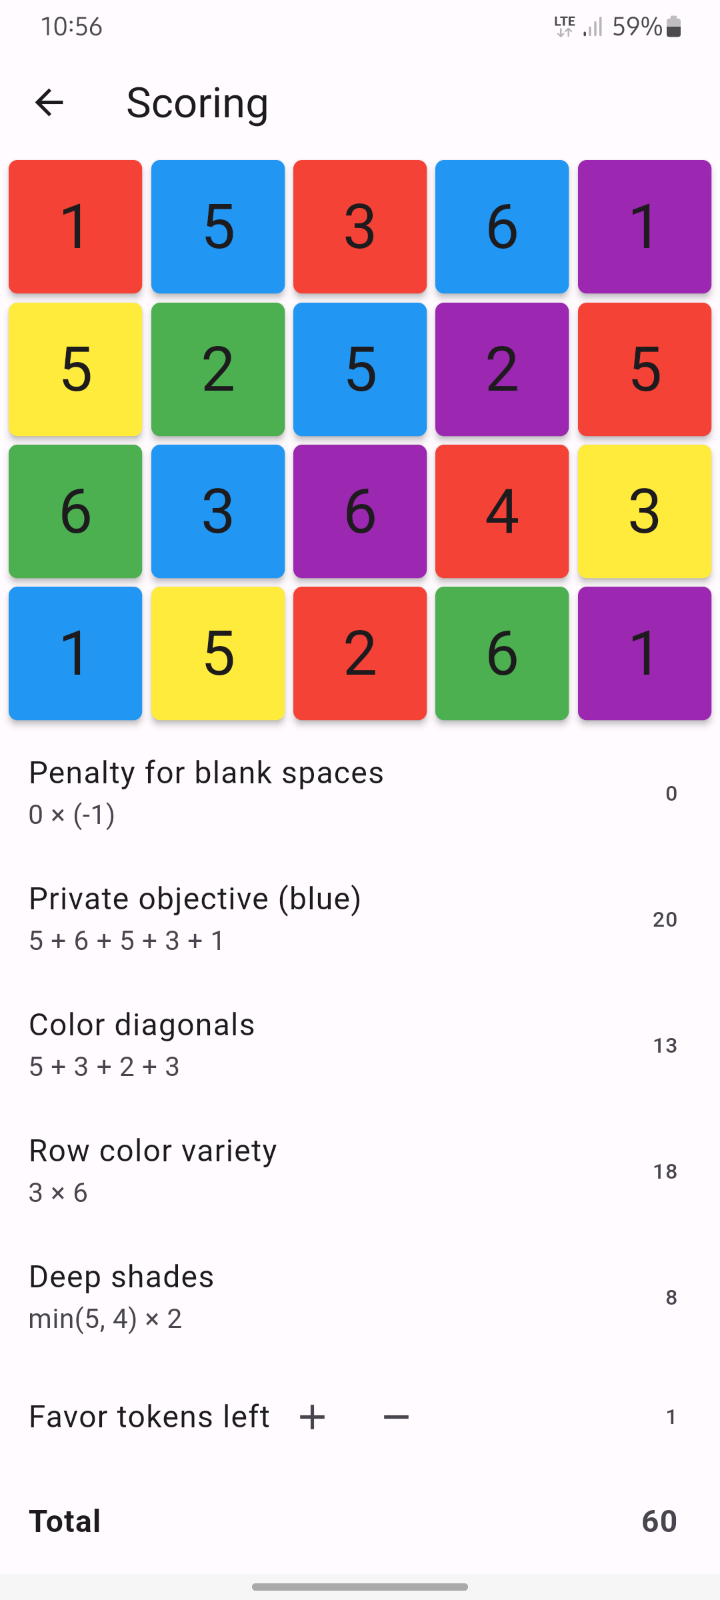 10:56 LTE 59%
Scoring
1 5 3 6 1
5 2 5 2 5
6 3 6 4 3
1 5 2 6 1
Penalty for blank spaces
0 × (-1) 0
Private objective (blue)
5 + 6 + 5 + 3 + 1 20
Color diagonals
5 + 3 + 2 + 3 13
Row color variety
3 × 6 18
Deep shades
min(5, 4) × 2 8
Favor tokens left + − 1
Total 60